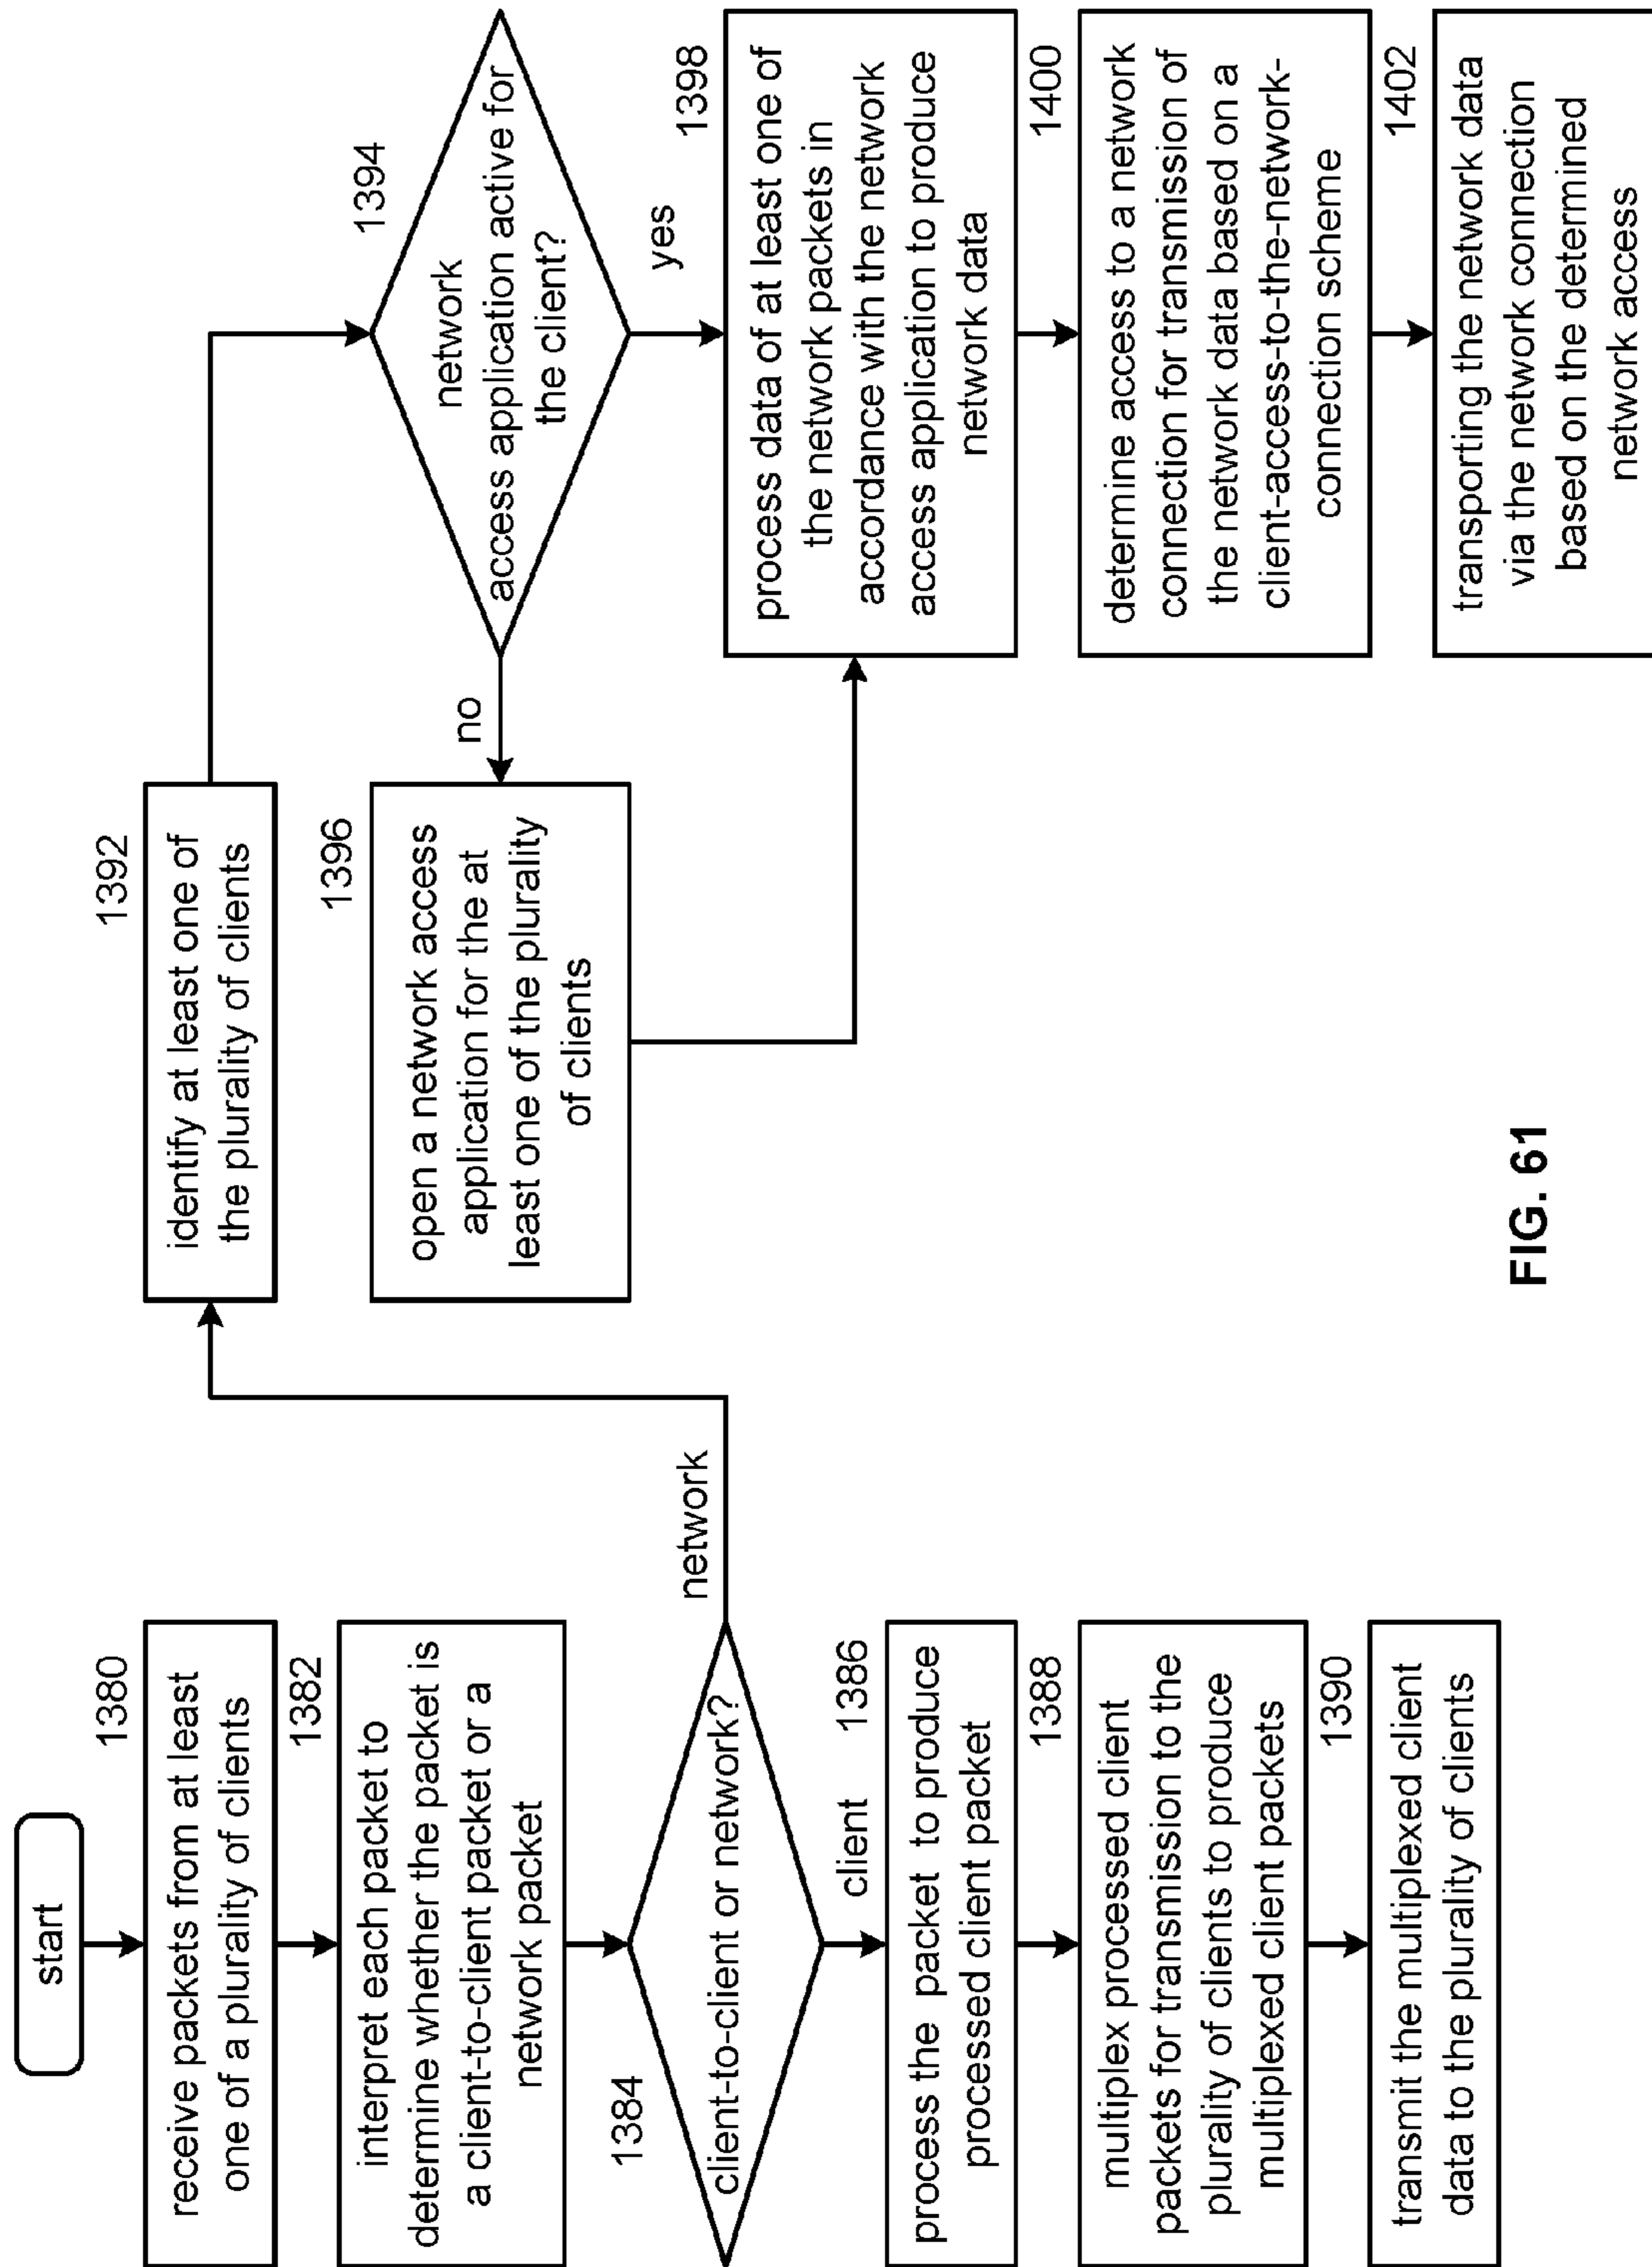 start
1380
receive packets from at least
one of a plurality of clients
1382
interpret each packet to
determine whether the packet is
a client-to-client packet or a
network packet
1384
client-to-client or network?
network
client
1386
process the packet to produce
processed client packet
1388
multiplex processed client
packets for transmission to the
plurality of clients to produce
multiplexed client packets
1390
transmit the multiplexed client
data to the plurality of clients
1392
identify at least one of
the plurality of clients
1394
network
access application active for
the client?
no
yes
1396
open a network access
application for the at
least one of the plurality
of clients
1398
process data of at least one of
the network packets in
accordance with the network
access application to produce
network data
1400
determine access to a network
connection for transmission of
the network data based on a
client-access-to-the-network-
connection scheme
1402
transporting the network data
via the network connection
based on the determined
network access
FIG. 61